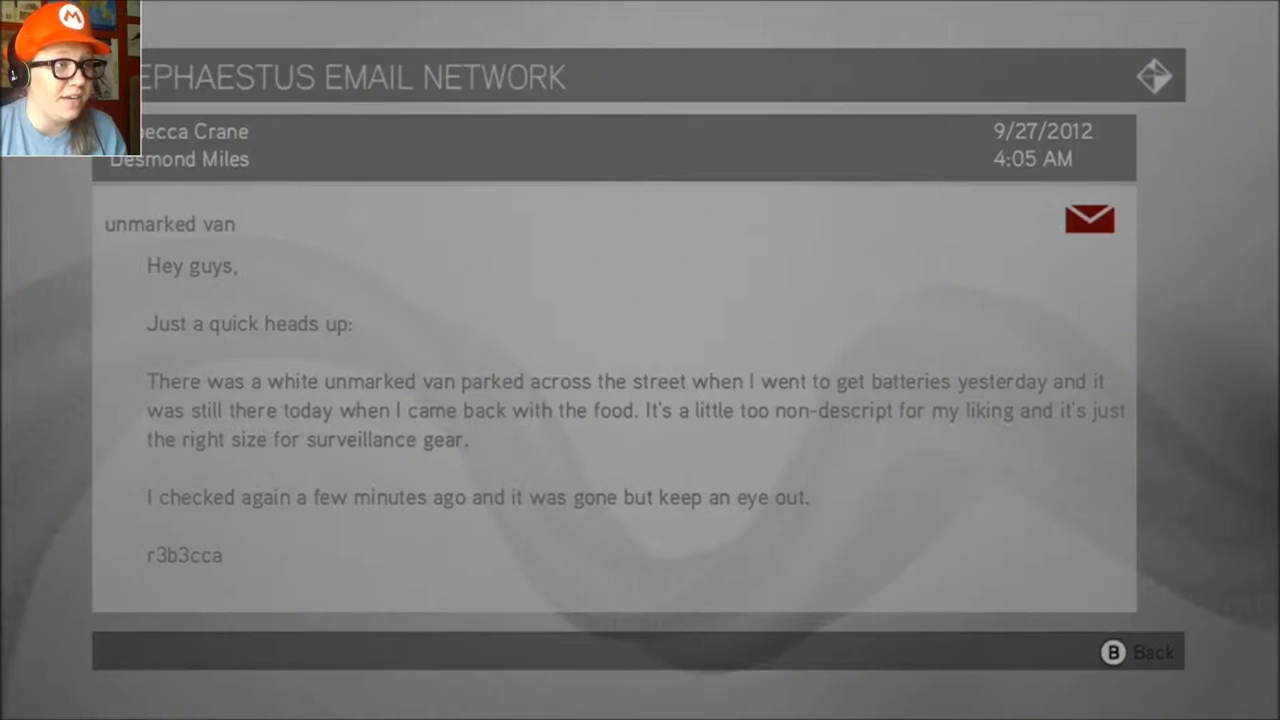 EPHAESTUS EMAIL NETWORK
becca Crane
9/27/2012
Desmond Miles
4:05 AM
unmarked van
Hey guys,
Just a quick heads up:
There was a white unmarked van parked across the street when I went to get batteries yesterday and it
was still there today when I came back with the food. It's a little too non-descript for my liking and it's just
the right size for surveillance gear.
I checked again a few minutes ago and it was gone but keep an eye out.
r3b3cca
B Back
M